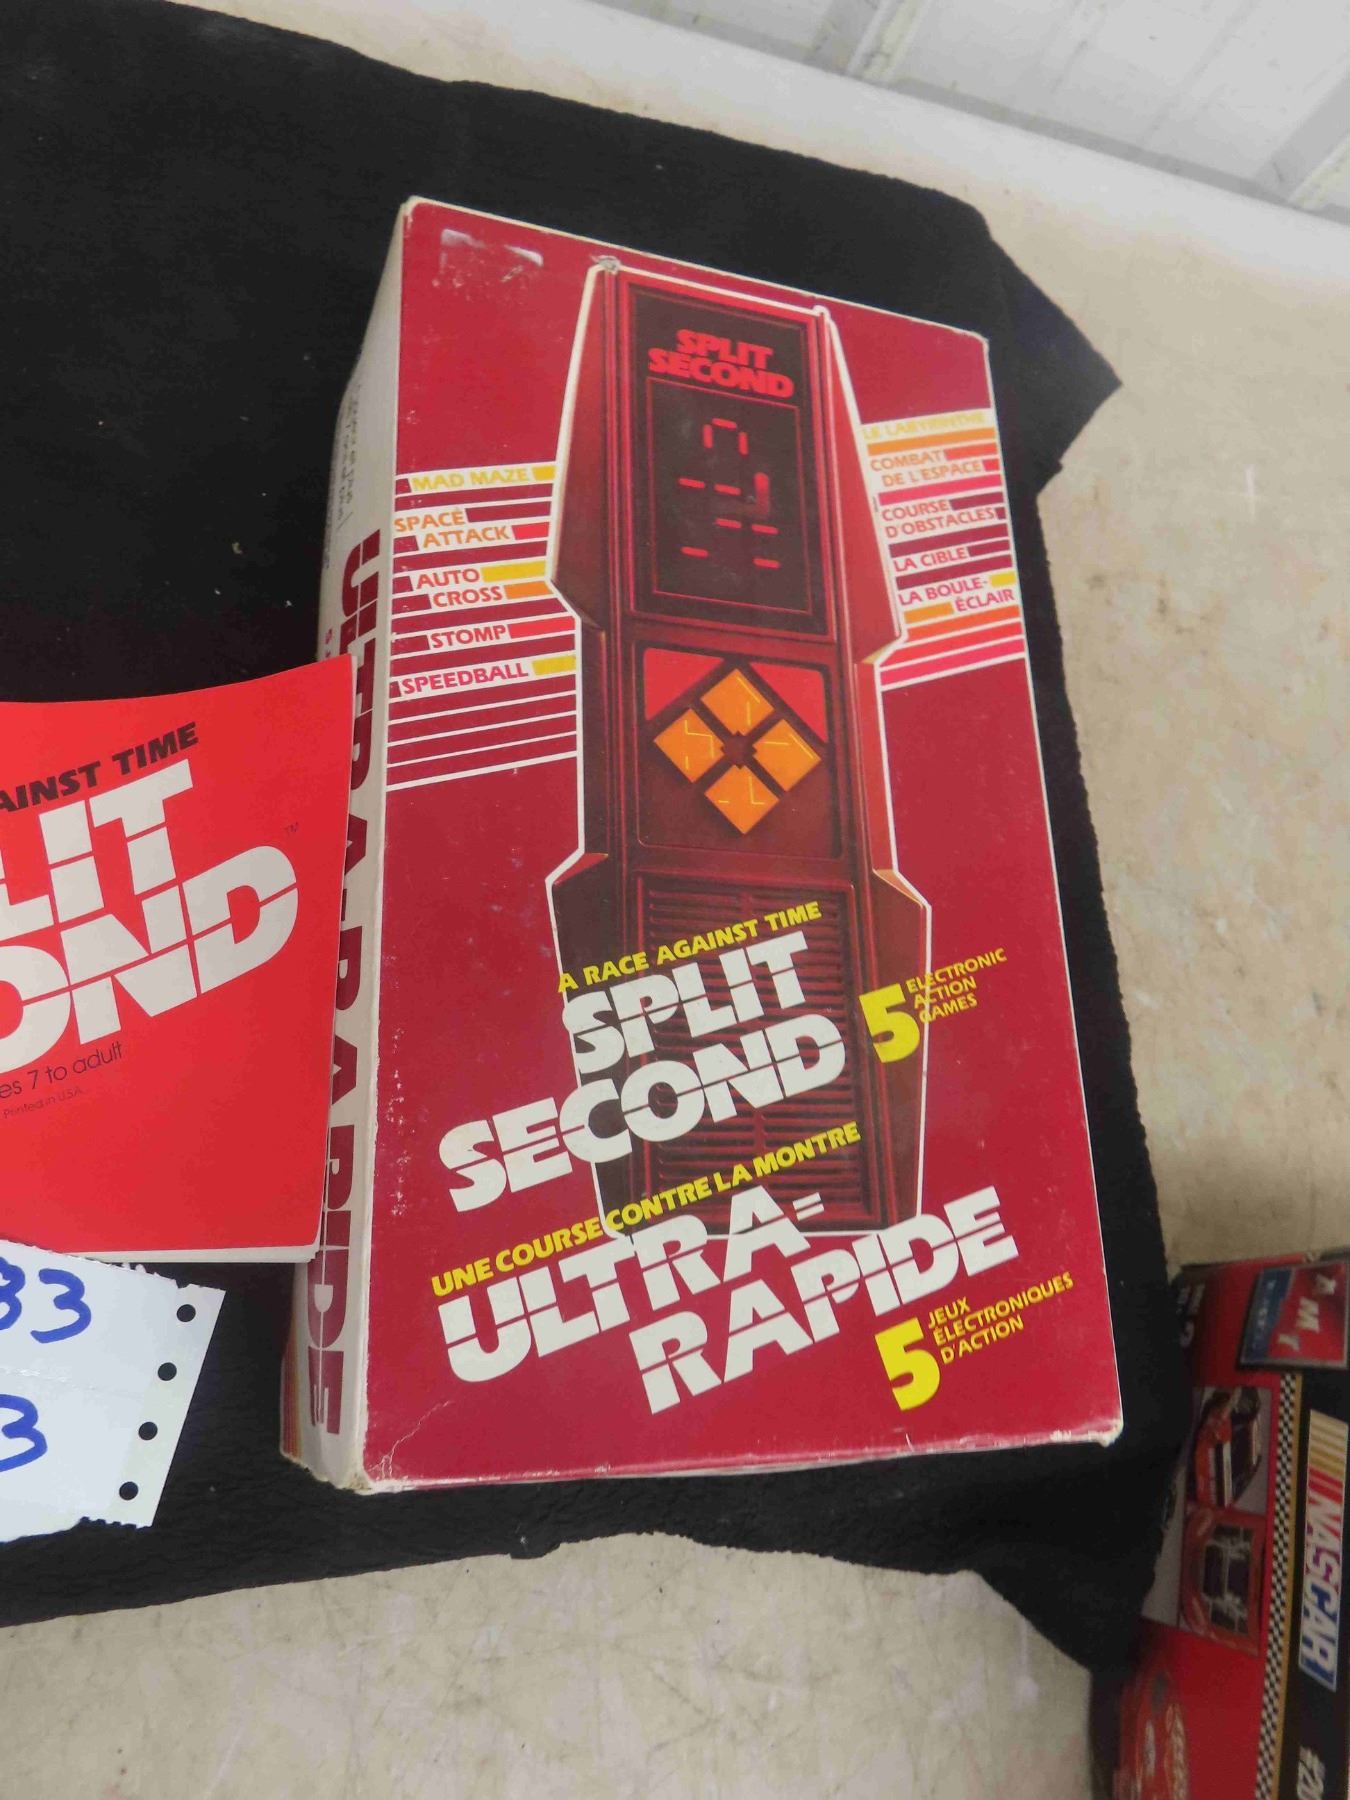 SPLIT
SECOND
MAD MAZE
SPACE
ATTACK
AUTO
CROSS
STOMP
SPEEDBALL
LE LABYRINTHE
COMBAT
DE L'ESPACE
COURSE
D'OBSTACLES
LA CIBLE
LA BOULE-
ÉCLAIR
A RACE AGAINST TIME
SPLIT
SECOND
5 ELECTRONIC
ACTION
GAMES
UNE COURSE CONTRE LA MONTRE
ULTRA-
RAPIDE
5 JEUX
ÉLECTRONIQUES
D'ACTION
ULTRA RAPIDE
AINST TIME
LIT
OND
TM
es 7 to adult
Printed in U.S.A.
33
3
NASCAR